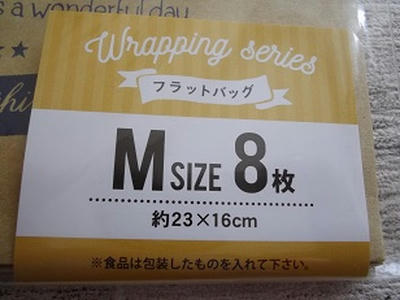 s a wonderful day
Wrapping series
フラットバッグ
M SIZE 8枚
約23×16cm
※食品は包装したものを入れて下さい。